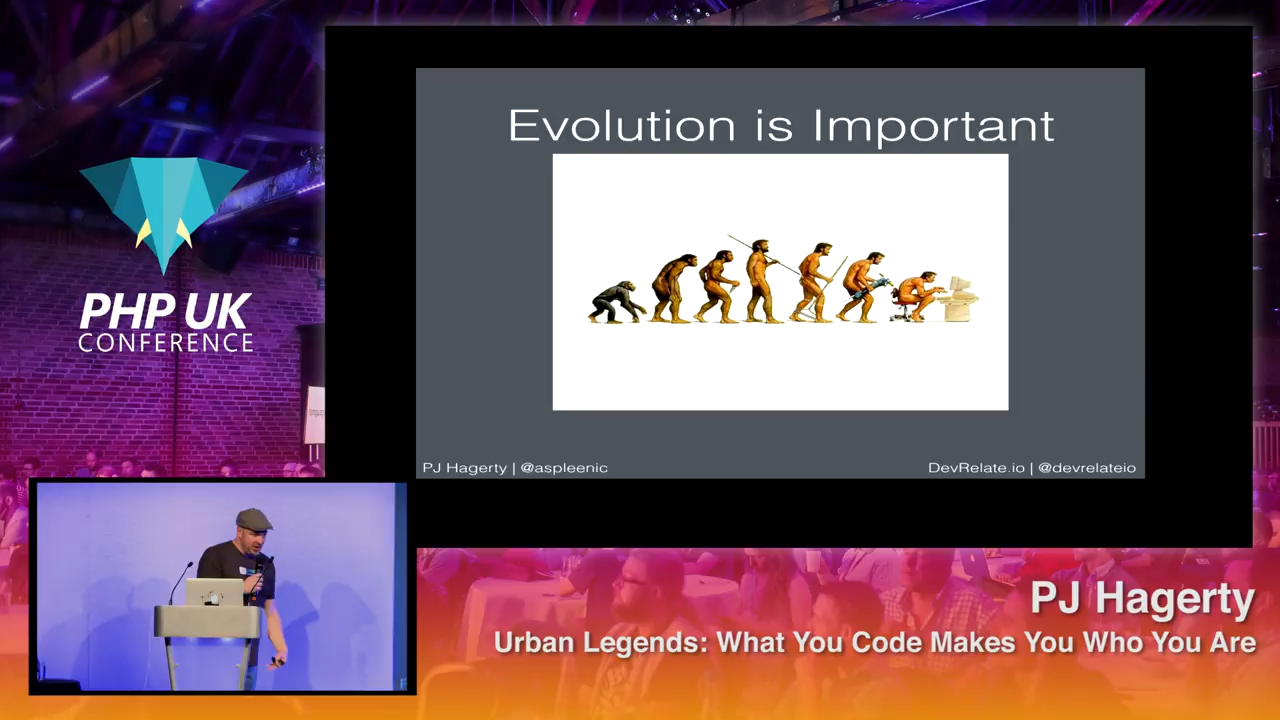 Evolution is Important
PHP UK
CONFERENCE
PJ Hagerty | @aspleenic
DevRelate.io | @devrelateio
PJ Hagerty
Urban Legends: What You Code Makes You Who You Are